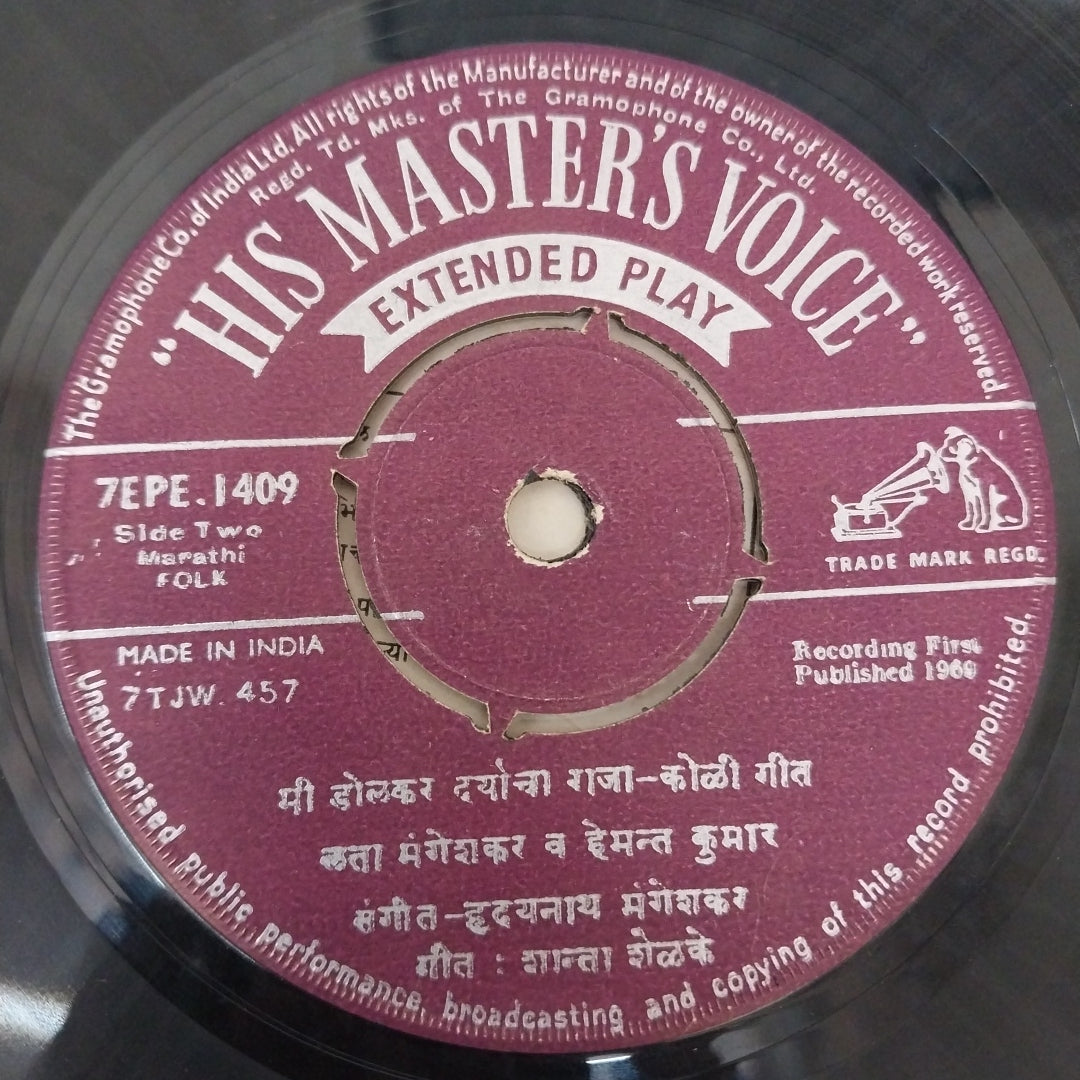 The Gramophone Co. of India Ltd. All rights of the Manufacturer and of the owner of the recorded work reserved.
Regd. Td. Mks. of The Gramophone Co., Ltd.
"HIS MASTER'S VOICE"
EXTENDED PLAY
7EPE.1409
Side Two
Marathi
FOLK
TRADE MARK REGD.
MADE IN INDIA
7TJW. 457
Recording First
Published 1969
मी डोलकर दर्याचा राजा-कोळी गीत
लता मंगेशकर व हेमन्त कुमार
संगीत-हृदयनाथ मंगेशकर
गीत : शान्ता शेळके
Unauthorised public performance, broadcasting and copying of this record prohibited.